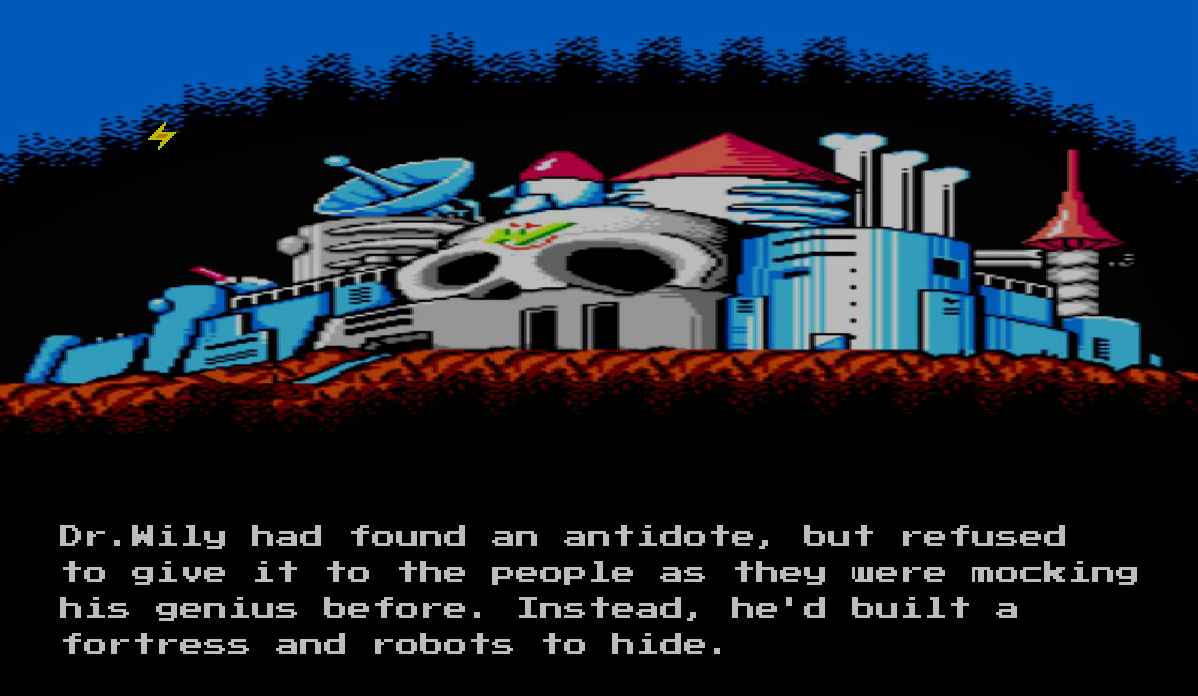 Dr.Wily had found an antidote, but refused
to give it to the people as they were mocking
his genius before. Instead, he'd built a
fortress and robots to hide.